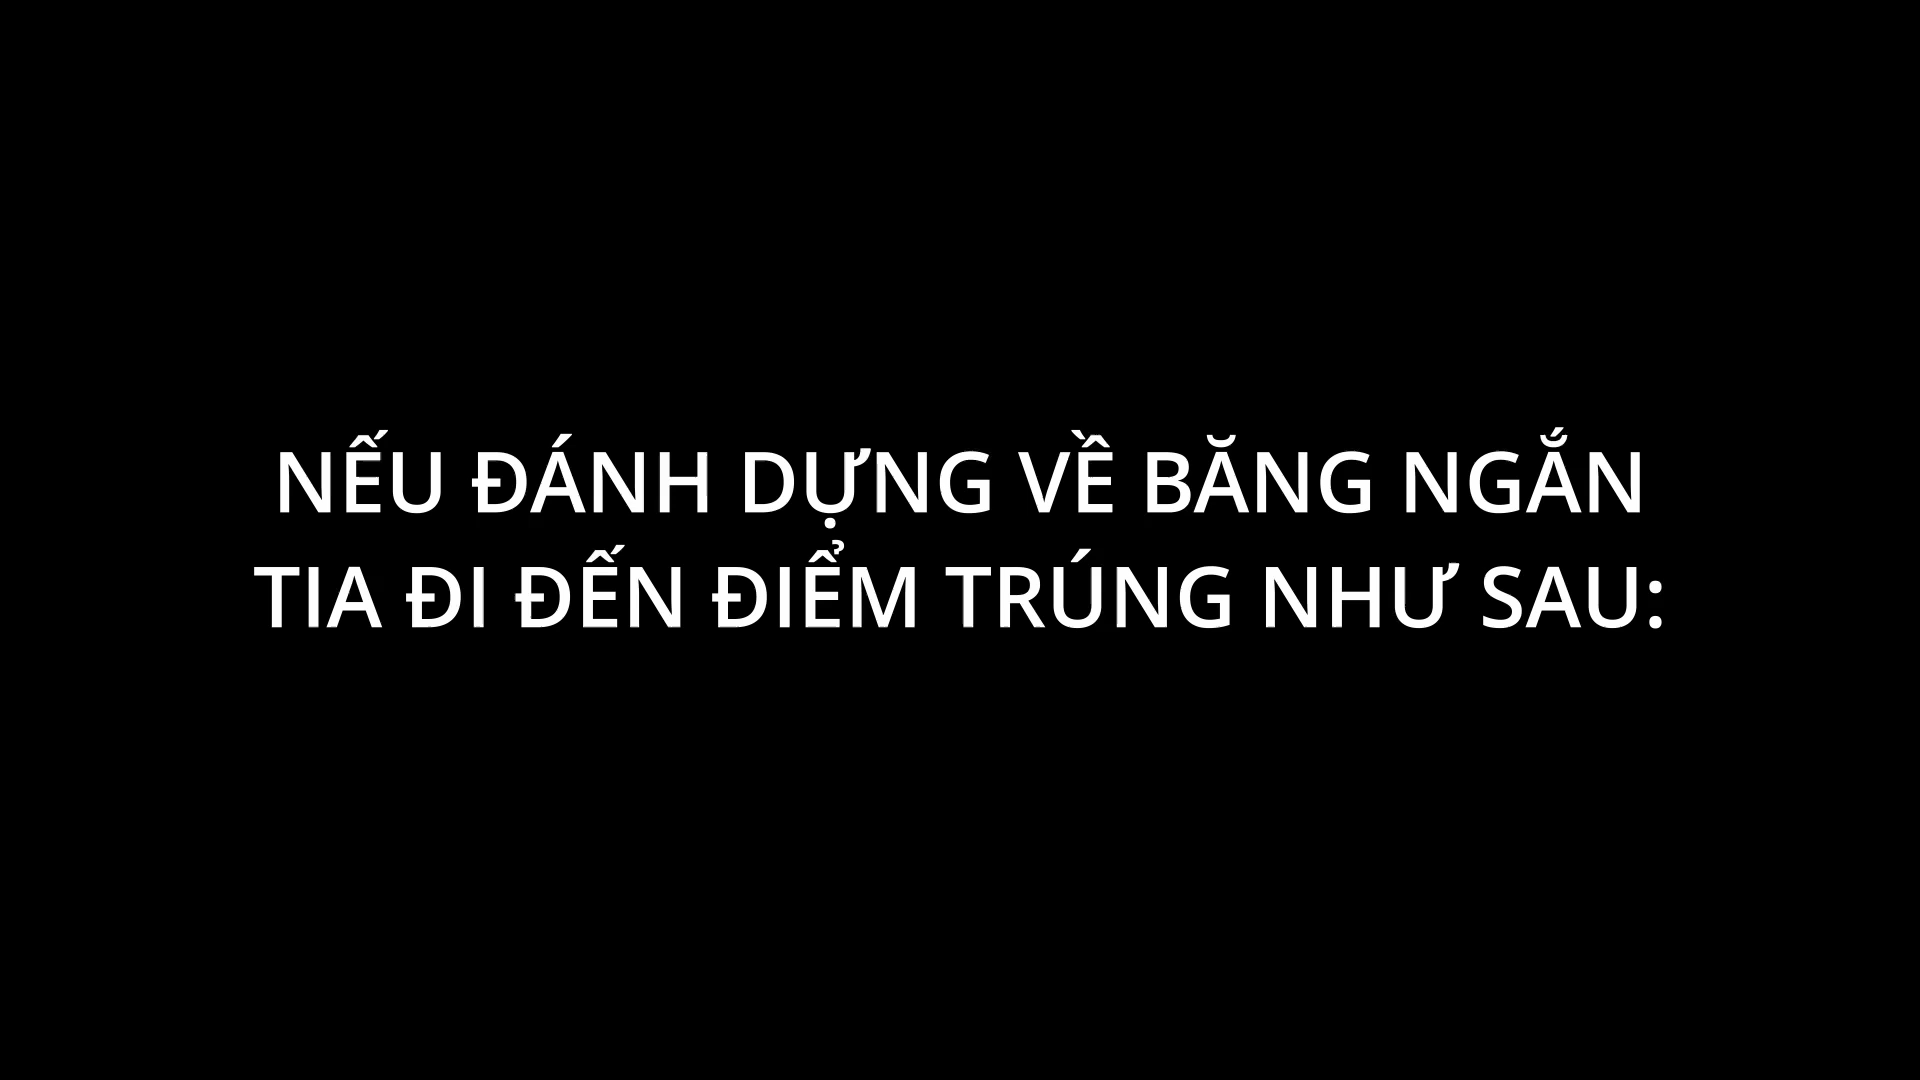 NẾU ĐÁNH DỰNG VỀ BĂNG NGẮN
TIA ĐI ĐẾN ĐIỂM TRÚNG NHƯ SAU: